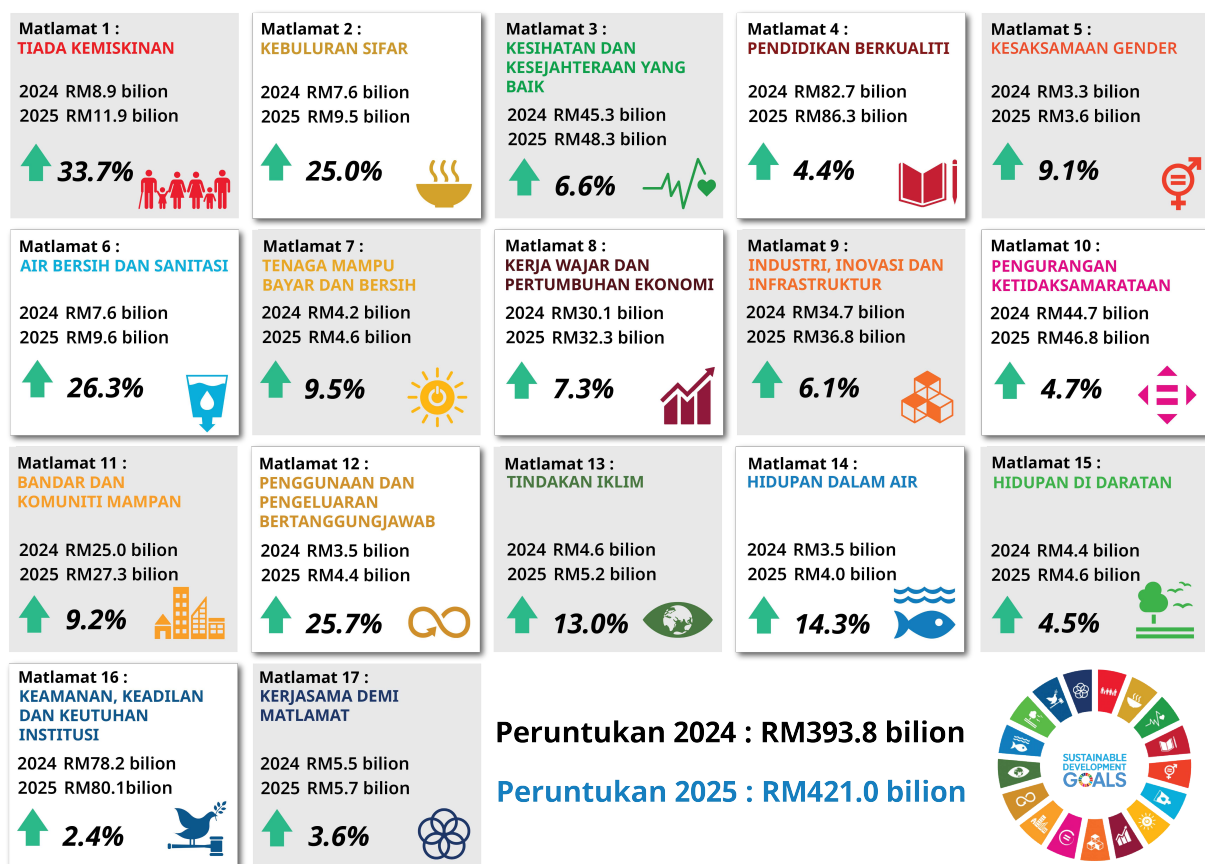 Matlamat 1 :
TIADA KEMISKINAN
2024 RM8.9 bilion
2025 RM11.9 bilion
33.7%
Matlamat 2 :
KEBULURAN SIFAR
2024 RM7.6 bilion
2025 RM9.5 bilion
25.0%
Matlamat 3 :
KESIHATAN DAN
KESEJAHTERAAN YANG
BAIK
2024 RM45.3 bilion
2025 RM48.3 bilion
6.6%
Matlamat 4 :
PENDIDIKAN BERKUALITI
2024 RM82.7 bilion
2025 RM86.3 bilion
4.4%
Matlamat 5 :
KESAKSAMAAN GENDER
2024 RM3.3 bilion
2025 RM3.6 bilion
9.1%
Matlamat 6 :
AIR BERSIH DAN SANITASI
2024 RM7.6 bilion
2025 RM9.6 bilion
26.3%
Matlamat 7 :
TENAGA MAMPU
BAYAR DAN BERSIH
2024 RM4.2 bilion
2025 RM4.6 bilion
9.5%
Matlamat 8 :
KERJA WAJAR DAN
PERTUMBUHAN EKONOMI
2024 RM30.1 bilion
2025 RM32.3 bilion
7.3%
Matlamat 9 :
INDUSTRI, INOVASI DAN
INFRASTRUKTUR
2024 RM34.7 bilion
2025 RM36.8 bilion
6.1%
Matlamat 10 :
PENGURANGAN
KETIDAKSAMARATAAN
2024 RM44.7 bilion
2025 RM46.8 bilion
4.7%
Matlamat 11 :
BANDAR DAN
KOMUNITI MAMPAN
2024 RM25.0 bilion
2025 RM27.3 bilion
9.2%
Matlamat 12 :
PENGGUNAAN DAN
PENGELUARAN
BERTANGGUNGJAWAB
2024 RM3.5 bilion
2025 RM4.4 bilion
25.7%
Matlamat 13 :
TINDAKAN IKLIM
2024 RM4.6 bilion
2025 RM5.2 bilion
13.0%
Matlamat 14 :
HIDUPAN DALAM AIR
2024 RM3.5 bilion
2025 RM4.0 bilion
14.3%
Matlamat 15 :
HIDUPAN DI DARATAN
2024 RM4.4 bilion
2025 RM4.6 bilion
4.5%
Matlamat 16 :
KEAMANAN, KEADILAN
DAN KEUTUHAN
INSTITUSI
2024 RM78.2 bilion
2025 RM80.1bilion
2.4%
Matlamat 17 :
KERJASAMA DEMI
MATLAMAT
2024 RM5.5 bilion
2025 RM5.7 bilion
3.6%
Peruntukan 2024 : RM393.8 bilion
Peruntukan 2025 : RM421.0 bilion
SUSTAINABLE
DEVELOPMENT
GOALS